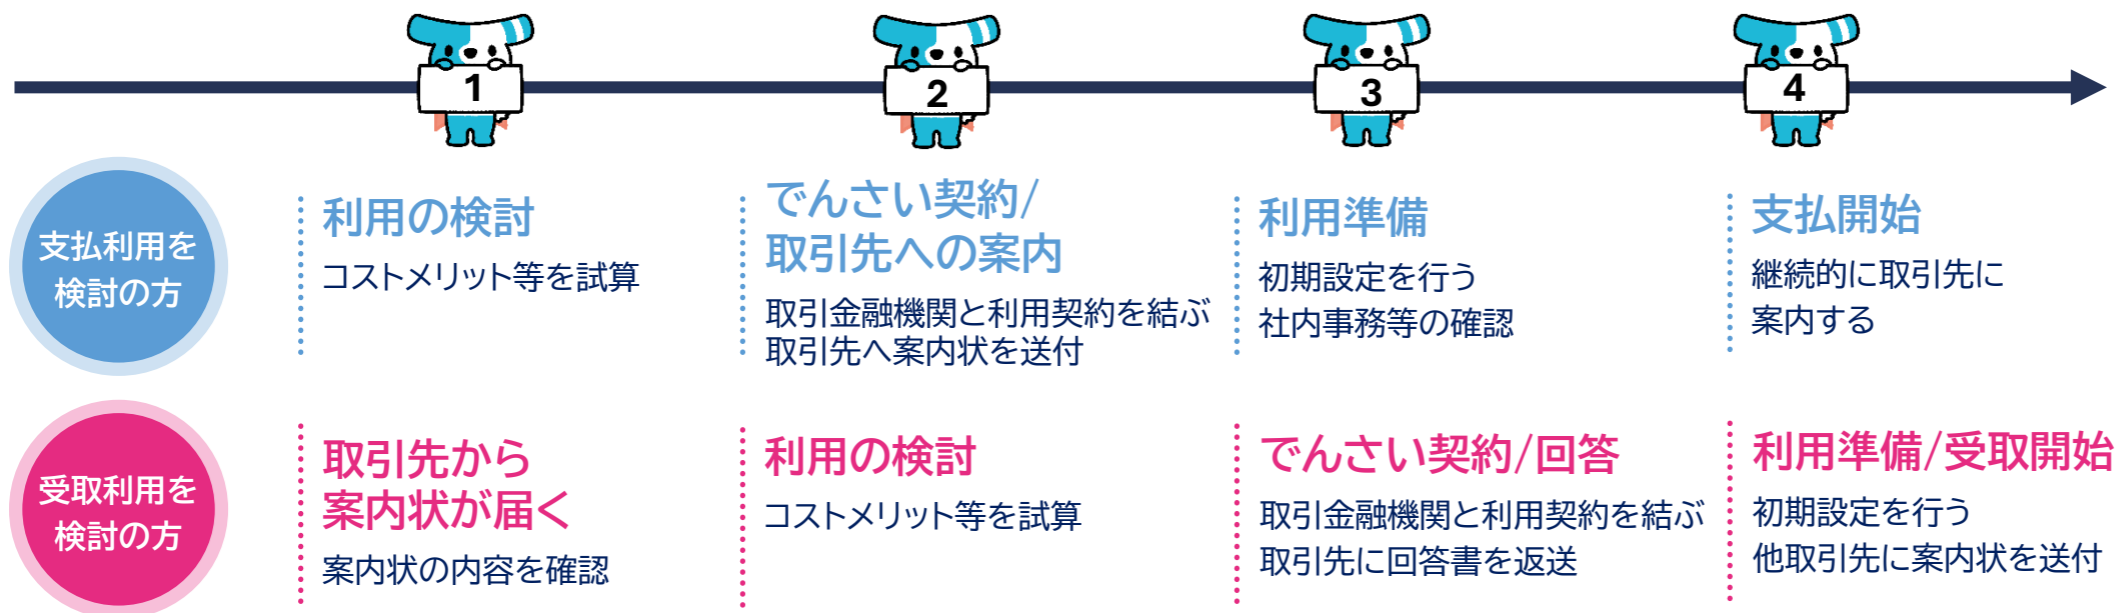 1
2
3
4
支払利用を
検討の方
利用の検討
コストメリット等を試算
でんさい契約/
取引先への案内
取引金融機関と利用契約を結ぶ
取引先へ案内状を送付
利用準備
初期設定を行う
社内事務等の確認
支払開始
継続的に取引先に
案内する
受取利用を
検討の方
取引先から
案内状が届く
案内状の内容を確認
利用の検討
コストメリット等を試算
でんさい契約/回答
取引金融機関と利用契約を結ぶ
取引先に回答書を返送
利用準備/受取開始
初期設定を行う
他取引先に案内状を送付